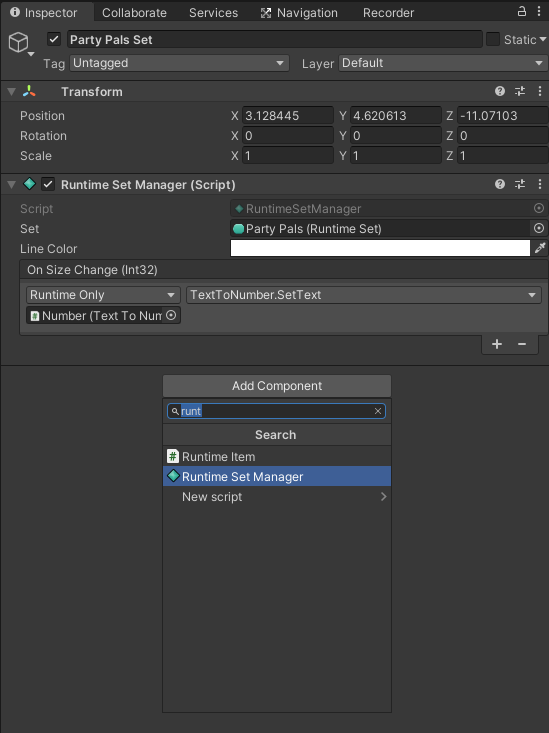 Inspector Collaborate Services Navigation Recorder
Party Pals Set Static
Tag Untagged Layer Default
Transform
Position X 3.128445 Y 4.620613 Z -11.07103
Rotation X 0 Y 0 Z 0
Scale X 1 Y 1 Z 1
Runtime Set Manager (Script)
Script RuntimeSetManager
Set Party Pals (Runtime Set)
Line Color
On Size Change (Int32)
Runtime Only TextToNumber.SetText
Number (Text To Num
Add Component
runt
Search
Runtime Item
Runtime Set Manager
New script